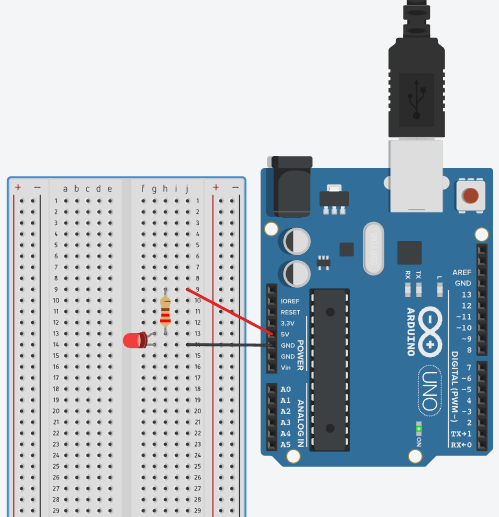 + − a b c d e f g h i j + −
1 1
2 2
3 3
4 4
5 5
6 6
7 7
8 8
9 9
10 10
11 11
12 12
13 13
14 14
15
16 16
17 17
18 18
19 19
20 20
21 21
22 22
23 23
24 24
25 25
26 26
27 27
28 28
29 29
IOREF
RESET
3.3V
5V
GND
GND
Vin
POWER
A0
A1
A2
A3
A4
A5
ANALOG IN
RX
TX
L
ARDUINO
UNO
ON
AREF
GND
13
12
~11
~10
~9
8
7
~6
~5
4
~3
2
TX→1
RX←0
DIGITAL (PWM~)